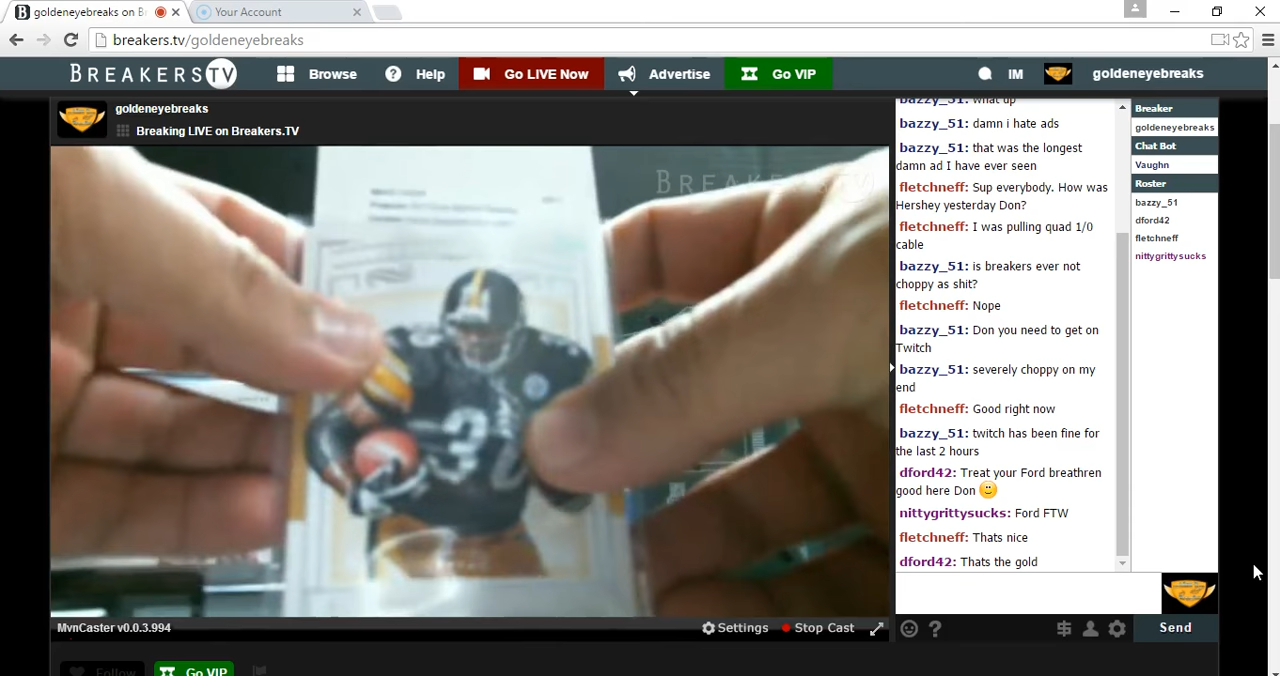 goldeneyebreaks on B
Your Account
breakers.tv/goldeneyebreaks
BREAKERSTV
Browse
Help
Go LIVE Now
Advertise
Go VIP
IM
goldeneyebreaks
goldeneyebreaks
Breaking LIVE on Breakers.TV
BREAKERSTV
MvnCaster v0.0.3.994
Settings
Stop Cast
Follow
Go VIP
bazzy_51: what up
bazzy_51: damn i hate ads
bazzy_51: that was the longest
damn ad I have ever seen
fletchneff: Sup everybody. How was
Hershey yesterday Don?
fletchneff: I was pulling quad 1/0
cable
bazzy_51: is breakers ever not
choppy as shit?
fletchneff: Nope
bazzy_51: Don you need to get on
Twitch
bazzy_51: severely choppy on my
end
fletchneff: Good right now
bazzy_51: twitch has been fine for
the last 2 hours
dford42: Treat your Ford breathren
good here Don
nittygrittysucks: Ford FTW
fletchneff: Thats nice
dford42: Thats the gold
Send
Breaker
goldeneyebreaks
Chat Bot
Vaughn
Roster
bazzy_51
dford42
fletchneff
nittygrittysucks